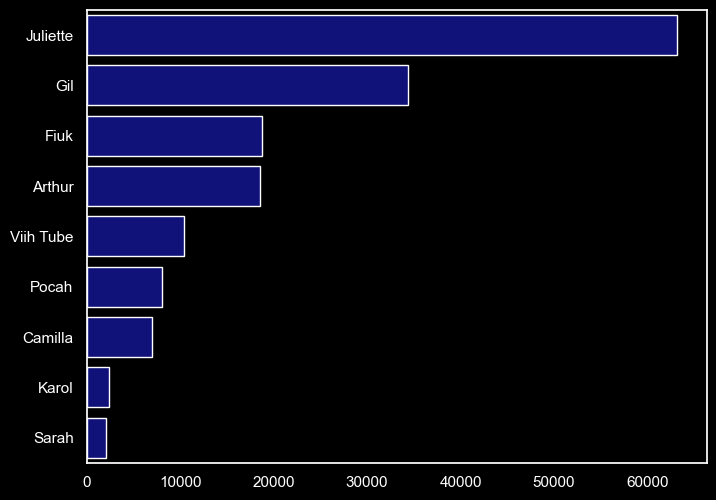 Juliette
Gil
Fiuk
Arthur
Viih Tube
Pocah
Camilla
Karol
Sarah
0 10000 20000 30000 40000 50000 60000